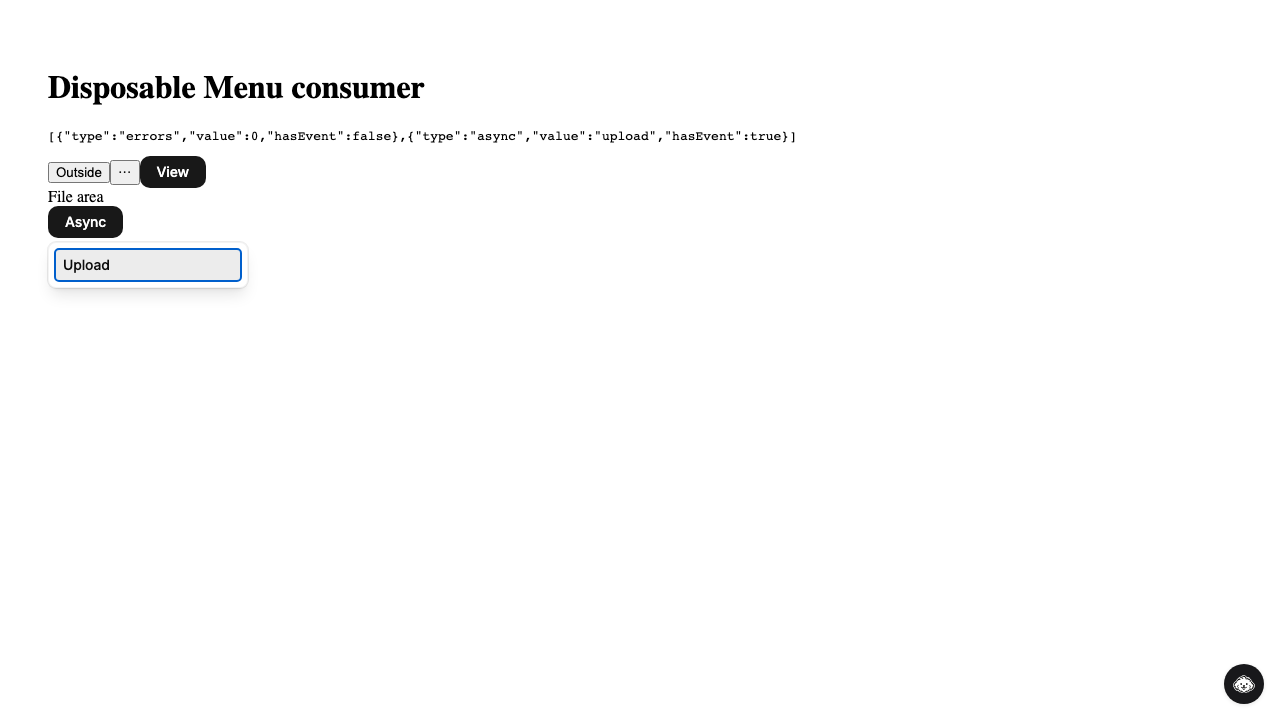 Disposable Menu consumer
[{"type":"errors","value":0,"hasEvent":false},{"type":"async","value":"upload","hasEvent":true}]
Outside ··· View
File area
Async
Upload